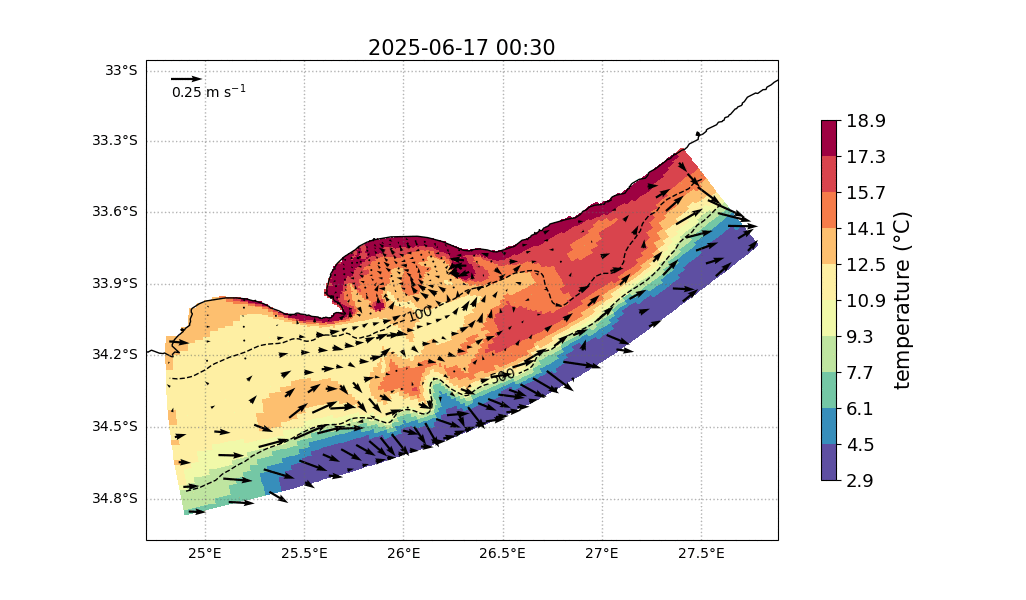 2025-06-17 00:30
0.25 m s⁻¹
33°S
33.3°S
33.6°S
33.9°S
34.2°S
34.5°S
34.8°S
100
500
25°E
25.5°E
26°E
26.5°E
27°E
27.5°E
18.9
17.3
15.7
14.1
12.5
10.9
9.3
7.7
6.1
4.5
2.9
temperature (°C)